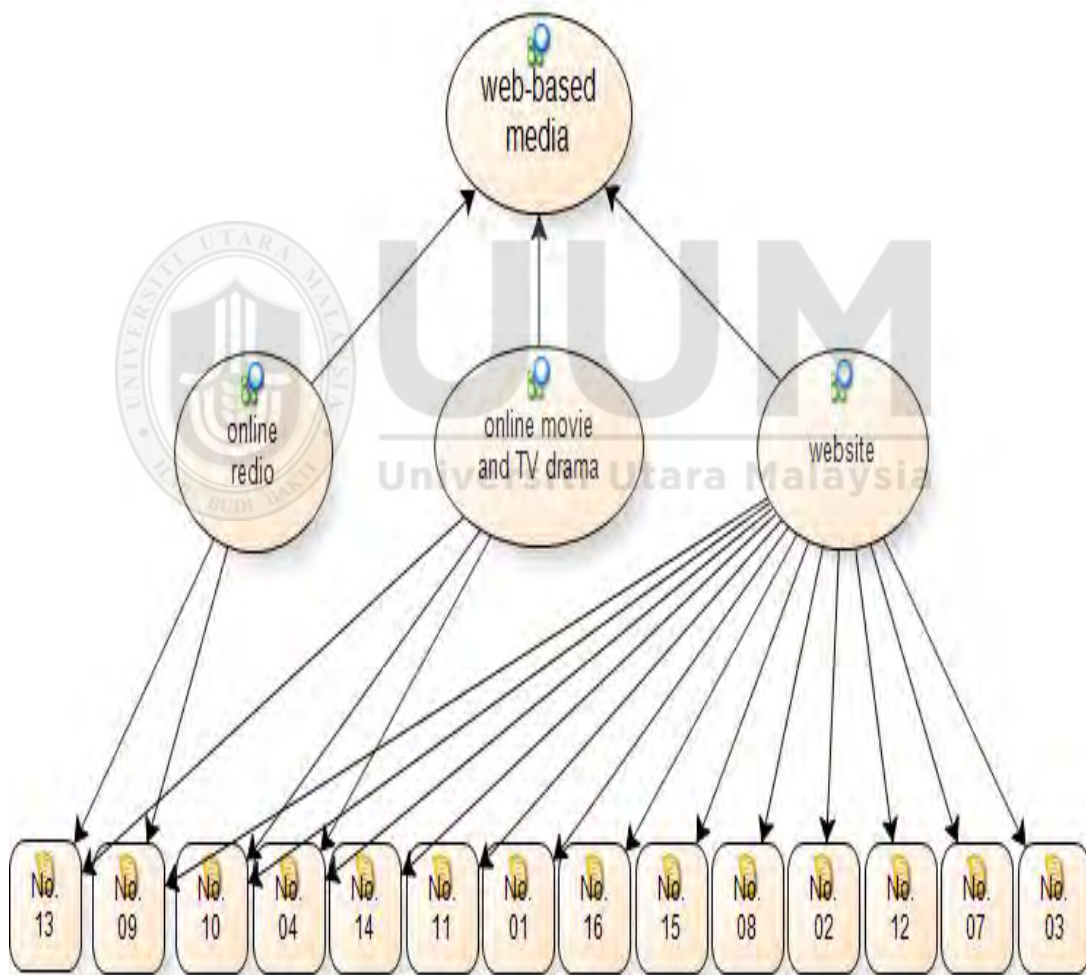 web-based
media
UUM
Universiti Utara Malaysia
UNIVERSITI UTARA MALAYSIA
ILMU BUDI BAKTI
online
redio
online movie
and TV drama
website
No.
13
No.
09
No.
10
No.
04
No.
14
No.
11
No.
01
No.
16
No.
15
No.
08
No.
02
No.
12
No.
07
No.
03